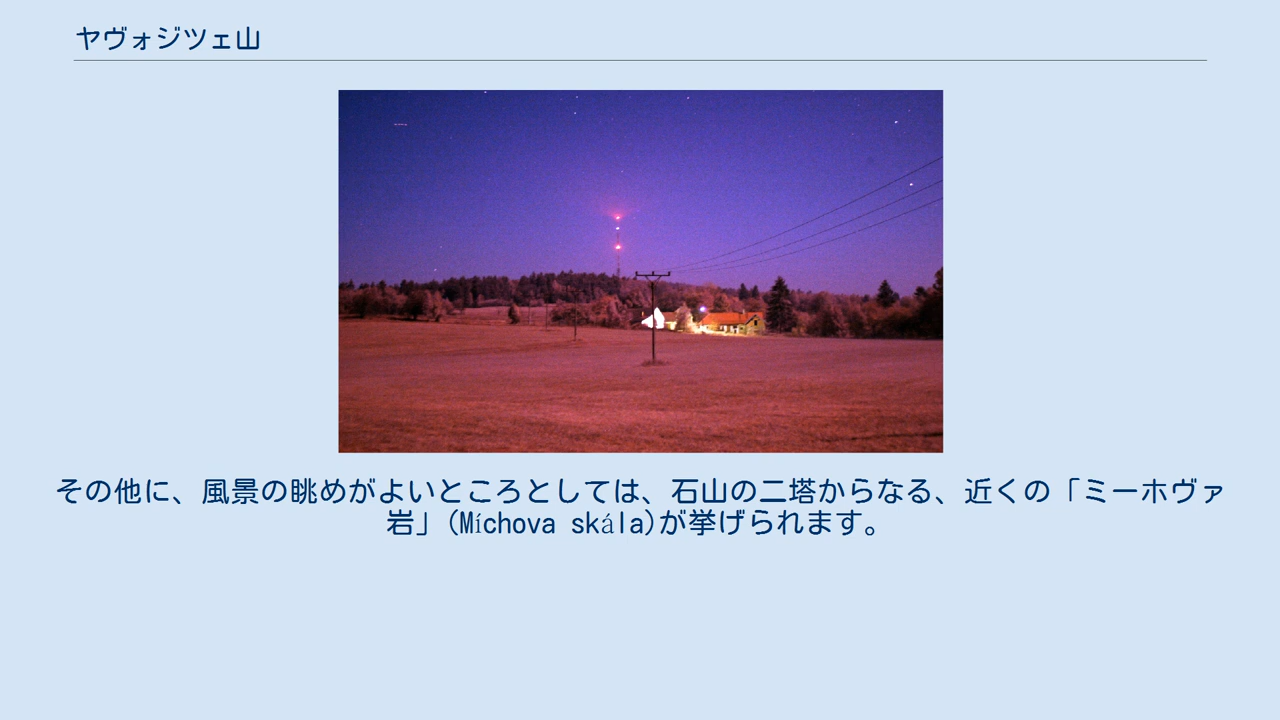 ヤヴォジツェ山
その他に、風景の眺めがよいところとしては、石山の二塔からなる、近くの「ミーホヴァ
岩」(Míchova skála)が挙げられます。